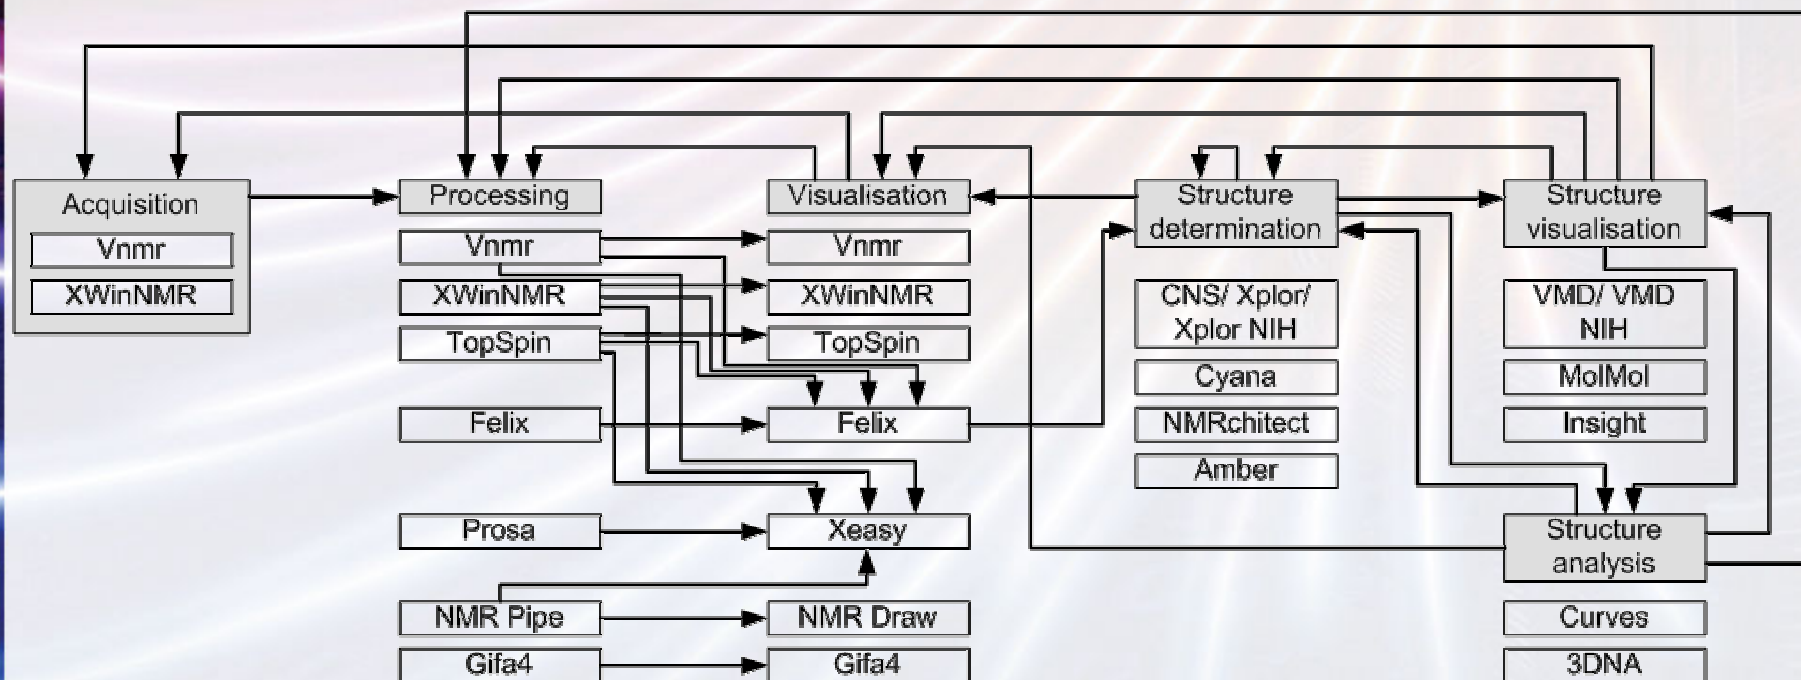 Acquisition
Vnmr
XWinNMR
Processing
Vnmr
XWinNMR
TopSpin
Felix
Prosa
NMR Pipe
Gifa4
Visualisation
Vnmr
XWinNMR
TopSpin
Felix
Xeasy
NMR Draw
Gifa4
Structure
determination
CNS/ Xplor/
Xplor NIH
Cyana
NMRchitect
Amber
Structure
visualisation
VMD/ VMD
NIH
MolMol
Insight
Structure
analysis
Curves
3DNA